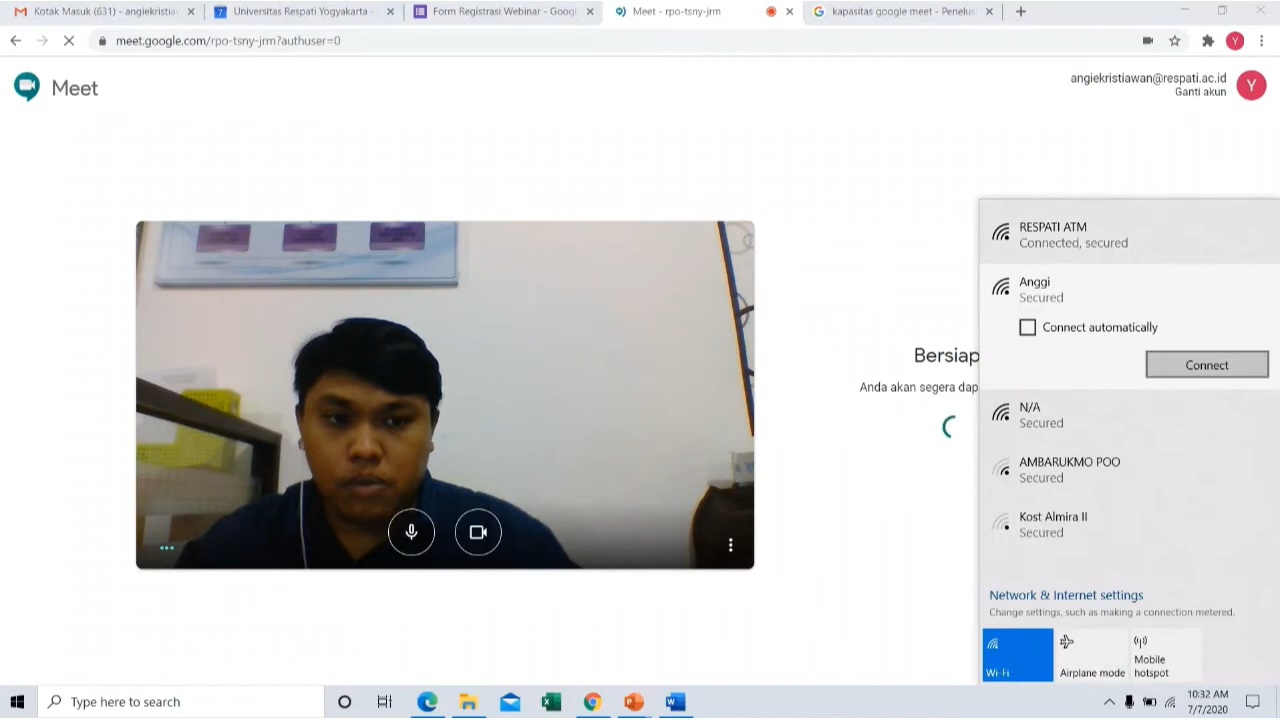 Kotak Masuk (631) - angiekristia
Universitas Respati Yogyakarta -
Form Registrasi Webinar - Googl
Meet - rpo-tsny-jrm
kapasitas google meet - Penelus
meet.google.com/rpo-tsny-jrm?authuser=0
Y
Meet
angiekristiawan@respati.ac.id
Ganti akun
Y
Bersiap
Anda akan segera dap
RESPATI ATM
Connected, secured
Anggi
Secured
Connect automatically
Connect
N/A
Secured
AMBARUKMO POO
Secured
Kost Almira II
Secured
Network & Internet settings
Change settings, such as making a connection metered.
Wi-Fi
Airplane mode
Mobile
hotspot
Type here to search
10:32 AM
7/7/2020